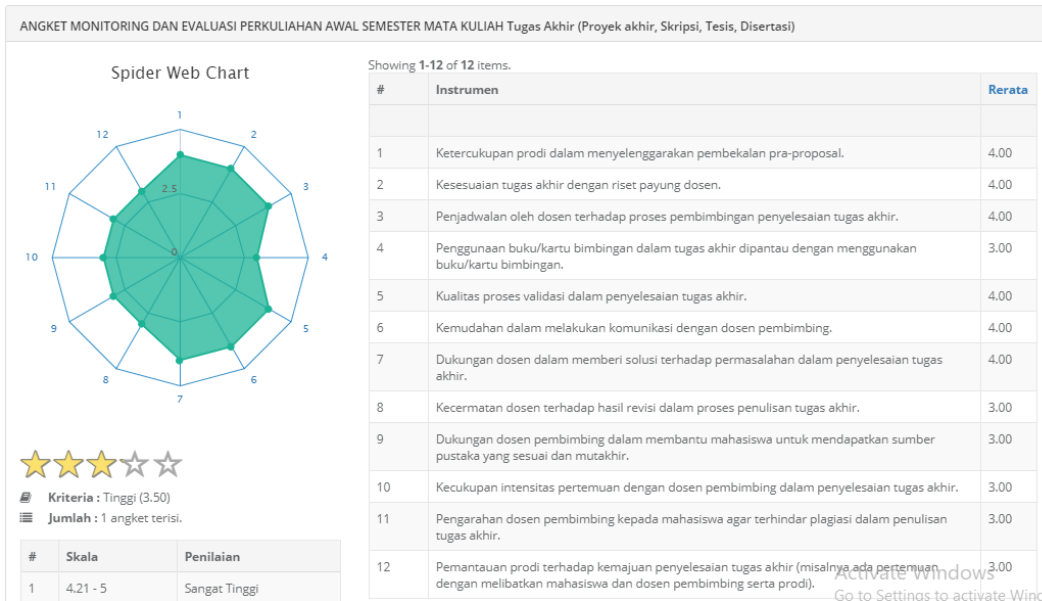 ANGKET MONITORING DAN EVALUASI PERKULIAHAN AWAL SEMESTER MATA KULIAH Tugas Akhir (Proyek akhir, Skripsi, Tesis, Disertasi)
Spider Web Chart
1
2
3
4
5
6
7
8
9
10
11
12
2.5
0
Kriteria : Tinggi (3.50)
Jumlah : 1 angket terisi.
# Skala Penilaian
1 4.21 - 5 Sangat Tinggi
Showing 1-12 of 12 items.
# Instrumen Rerata
1 Ketercukupan prodi dalam menyelenggarakan pembekalan pra-proposal. 4.00
2 Kesesuaian tugas akhir dengan riset payung dosen. 4.00
3 Penjadwalan oleh dosen terhadap proses pembimbingan penyelesaian tugas akhir. 4.00
4 Penggunaan buku/kartu bimbingan dalam tugas akhir dipantau dengan menggunakan 3.00
buku/kartu bimbingan.
5 Kualitas proses validasi dalam penyelesaian tugas akhir. 4.00
6 Kemudahan dalam melakukan komunikasi dengan dosen pembimbing. 4.00
7 Dukungan dosen dalam memberi solusi terhadap permasalahan dalam penyelesaian tugas 4.00
akhir.
8 Kecermatan dosen terhadap hasil revisi dalam proses penulisan tugas akhir. 3.00
9 Dukungan dosen pembimbing dalam membantu mahasiswa untuk mendapatkan sumber 3.00
pustaka yang sesuai dan mutakhir.
10 Kecukupan intensitas pertemuan dengan dosen pembimbing dalam penyelesaian tugas akhir. 3.00
11 Pengarahan dosen pembimbing kepada mahasiswa agar terhindar plagiasi dalam penulisan 3.00
tugas akhir.
12 Pemantauan prodi terhadap kemajuan penyelesaian tugas akhir (misalnya ada pertemuan 3.00
dengan melibatkan mahasiswa dan dosen pembimbing serta prodi).
Activate Windows
Go to Settings to activate